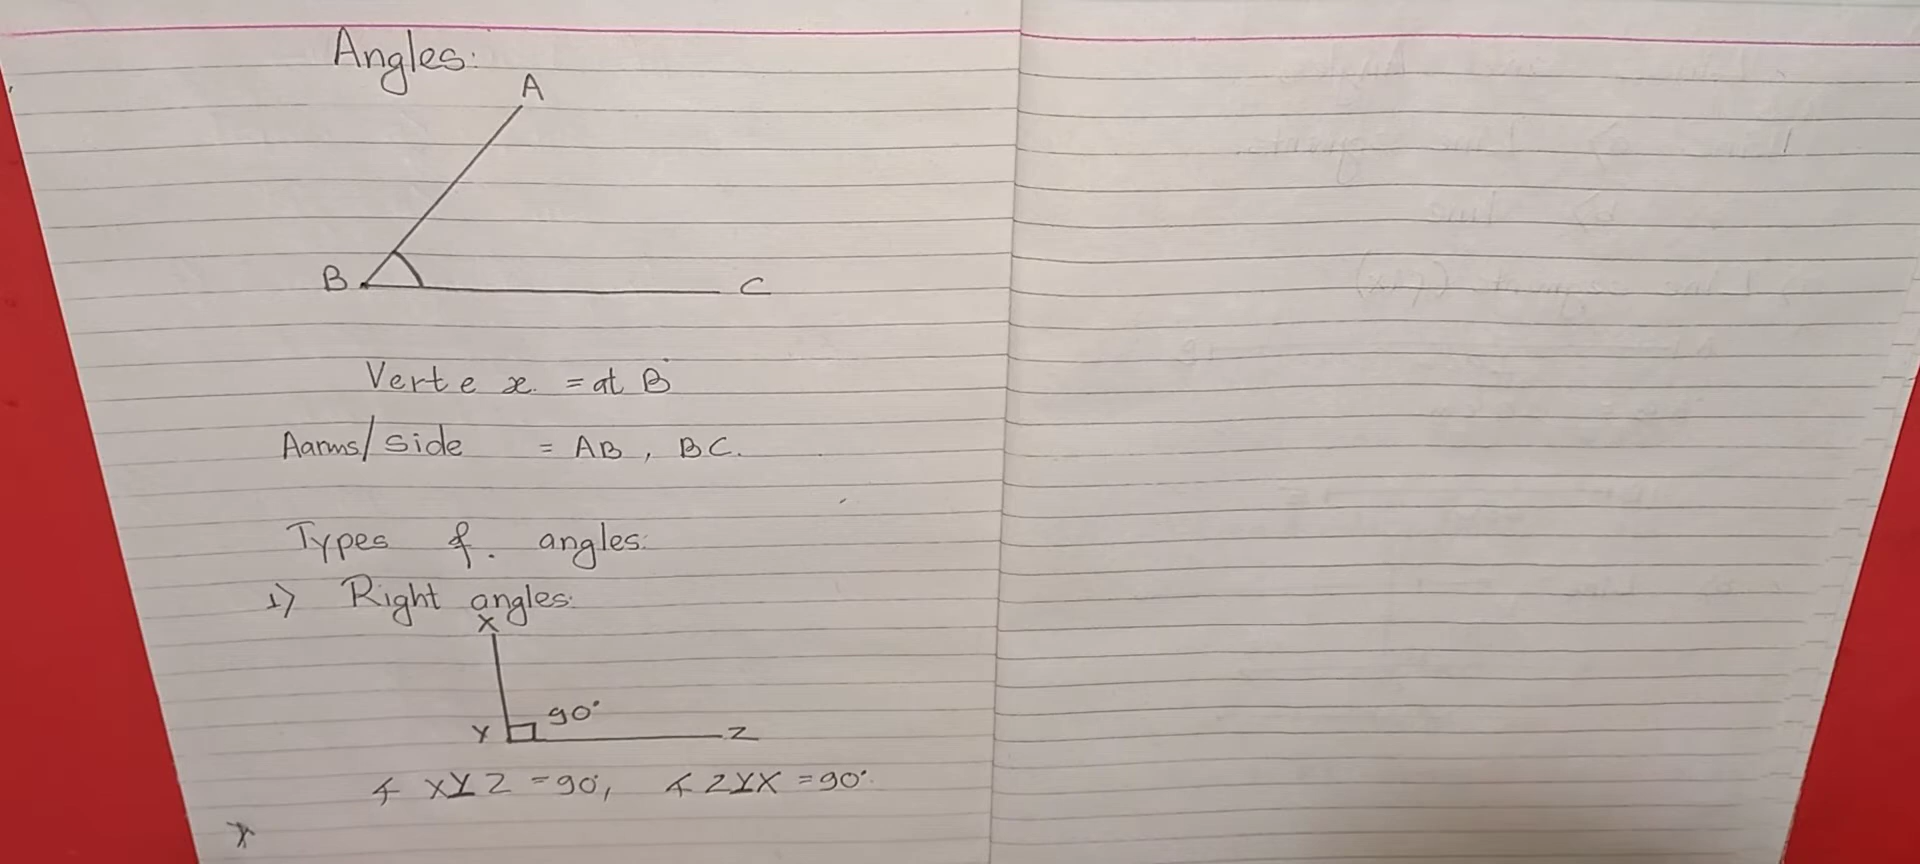 Angles:
A
B
C
Vertex. = at B
Aarms/side = AB, BC.
Types of. angles:
1) Right angles:
X
90°
Y
Z
∡ XYZ = 90°, ∡ ZYX = 90°.